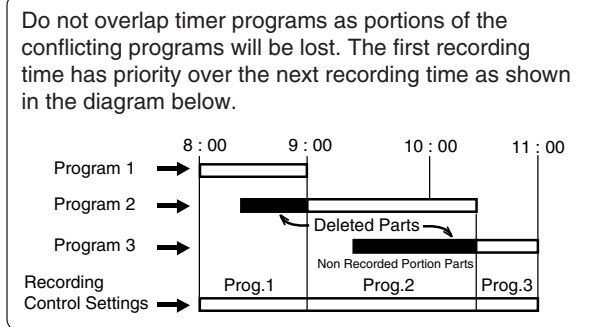 Do not overlap timer programs as portions of the
conflicting programs will be lost. The first recording
time has priority over the next recording time as shown
in the diagram below.
8 : 00 9 : 00 10 : 00 11 : 00
Program 1
Program 2
Deleted Parts
Program 3
Non Recorded Portion Parts
Recording
Control Settings
Prog.1 Prog.2 Prog.3